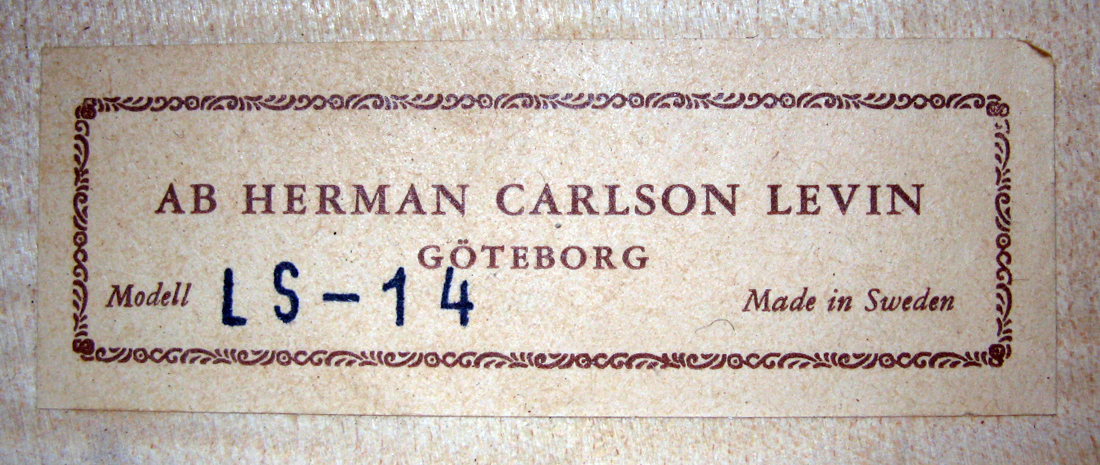 AB HERMAN CARLSON LEVIN
GÖTEBORG
Modell LS-14 Made in Sweden